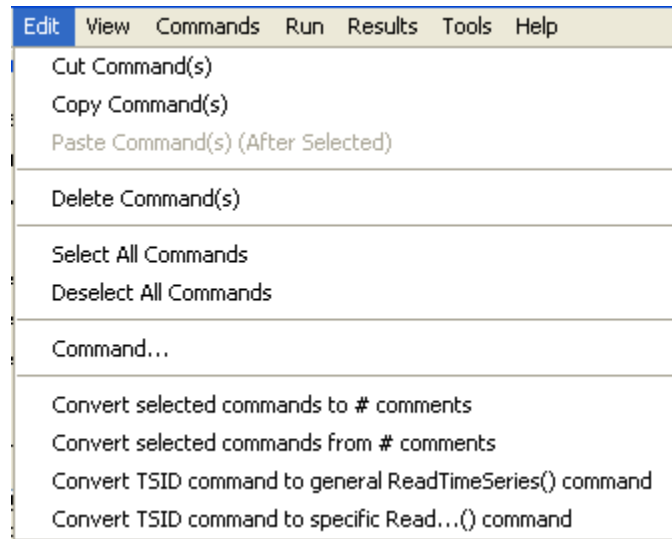 Edit View Commands Run Results Tools Help
Cut Command(s)
Copy Command(s)
Paste Command(s) (After Selected)
Delete Command(s)
Select All Commands
Deselect All Commands
Command...
Convert selected commands to # comments
Convert selected commands from # comments
Convert TSID command to general ReadTimeSeries() command
Convert TSID command to specific Read...() command